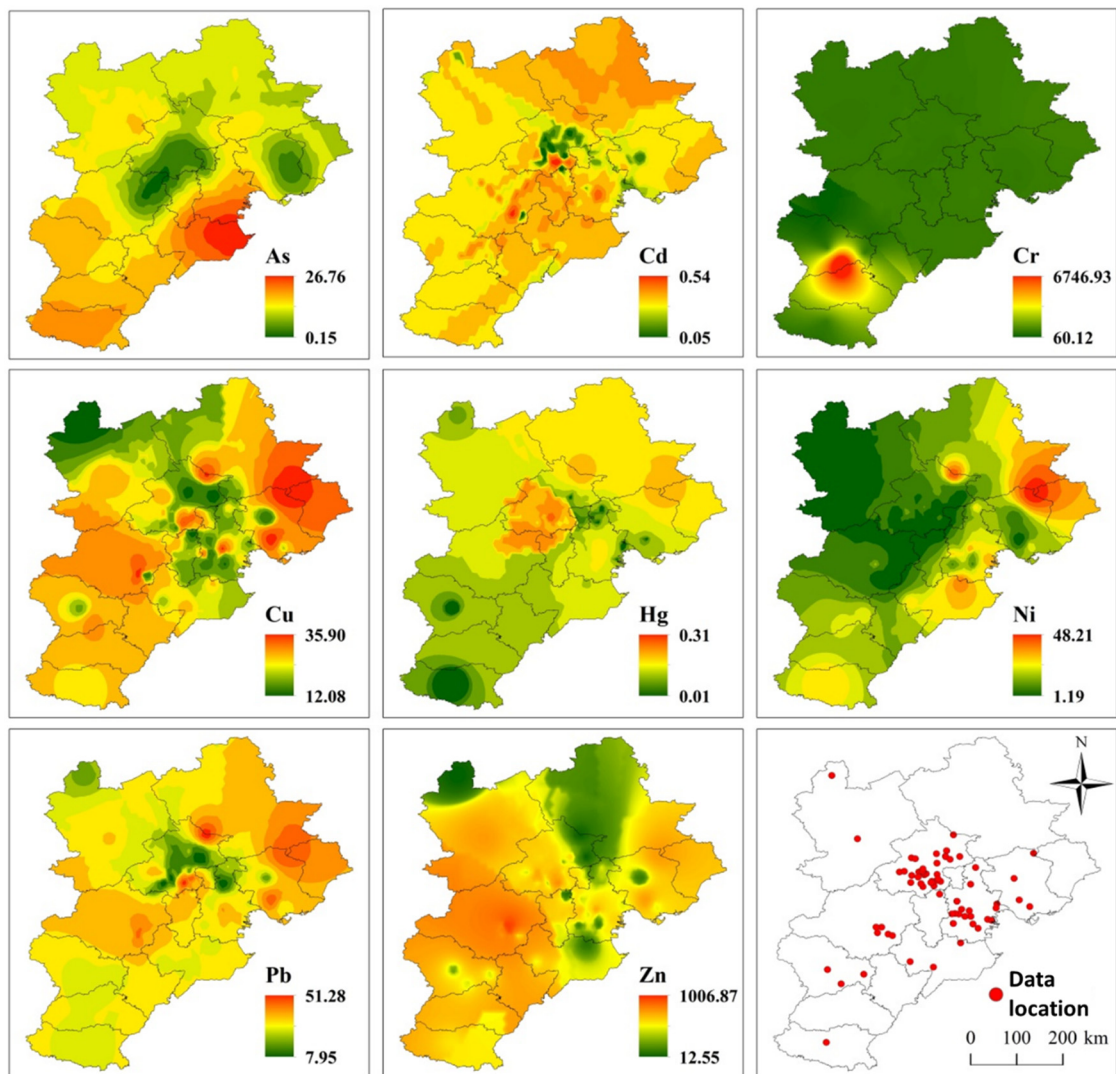 As
26.76
0.15
Cd
0.54
0.05
Cr
6746.93
60.12
Cu
35.90
12.08
Hg
0.31
0.01
Ni
48.21
1.19
Pb
51.28
7.95
Zn
1006.87
12.55
N
Data
location
0 100 200 km